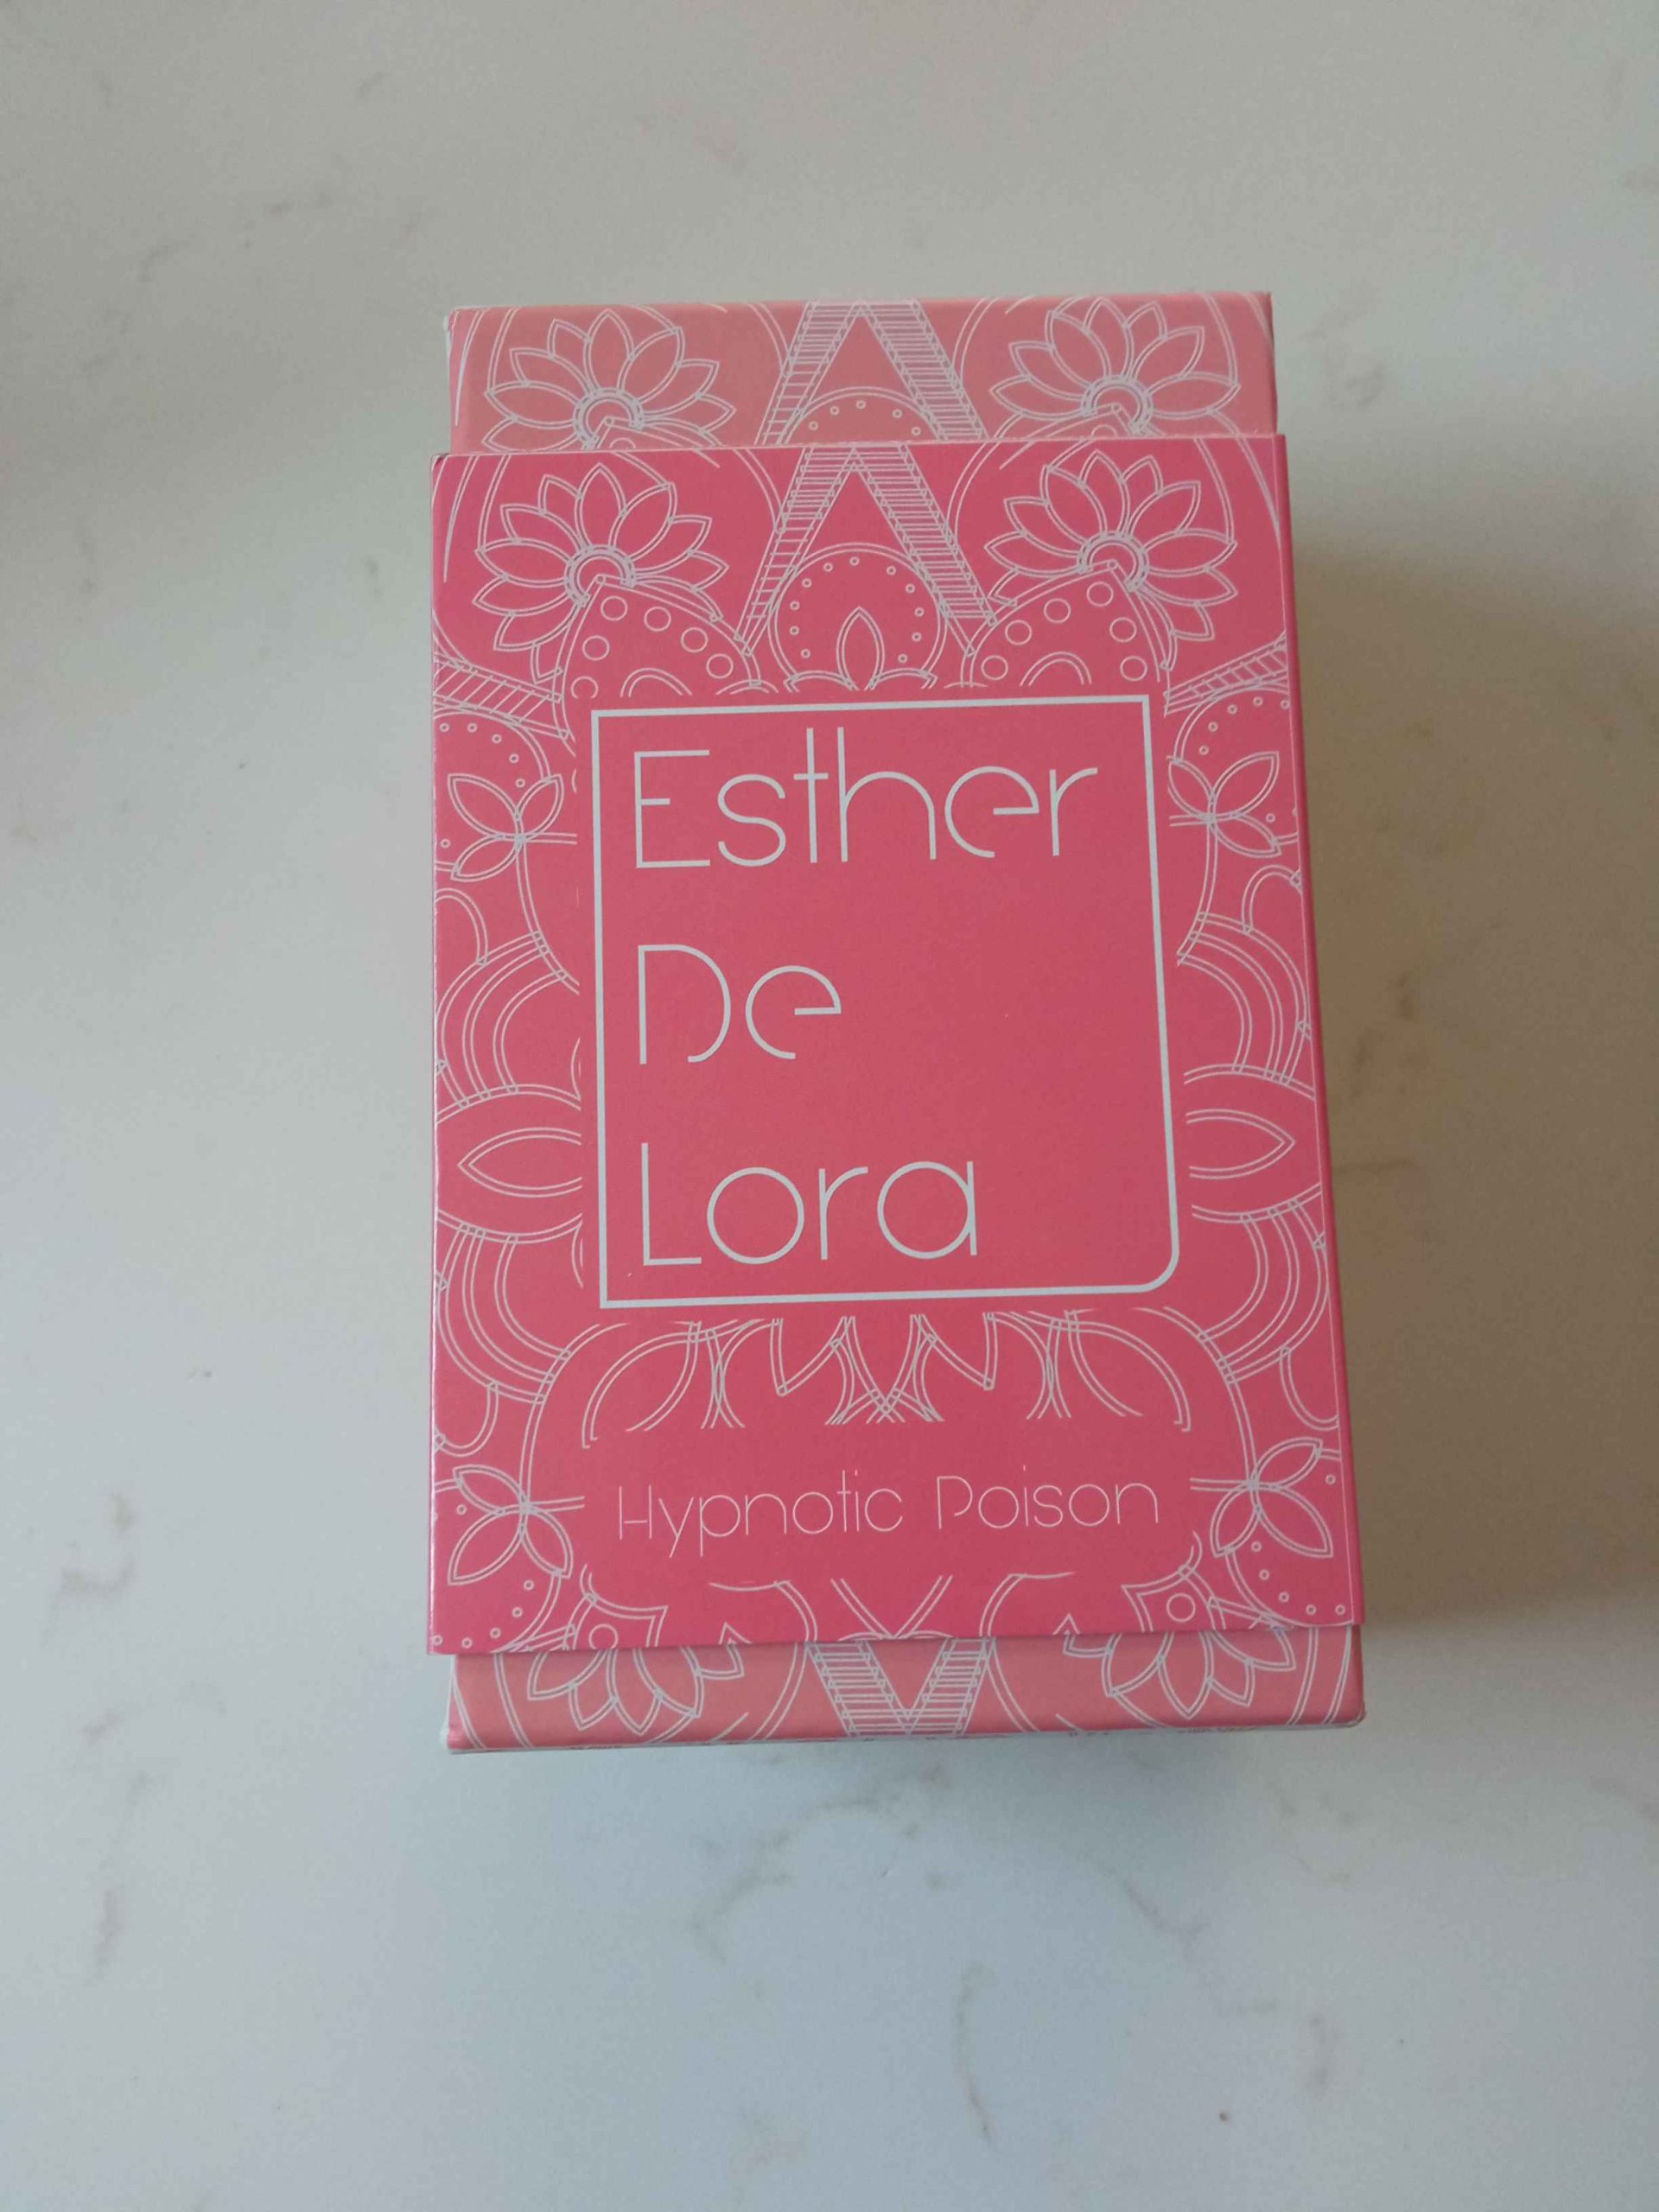 Esther
De
Lora
Hypnotic Poison